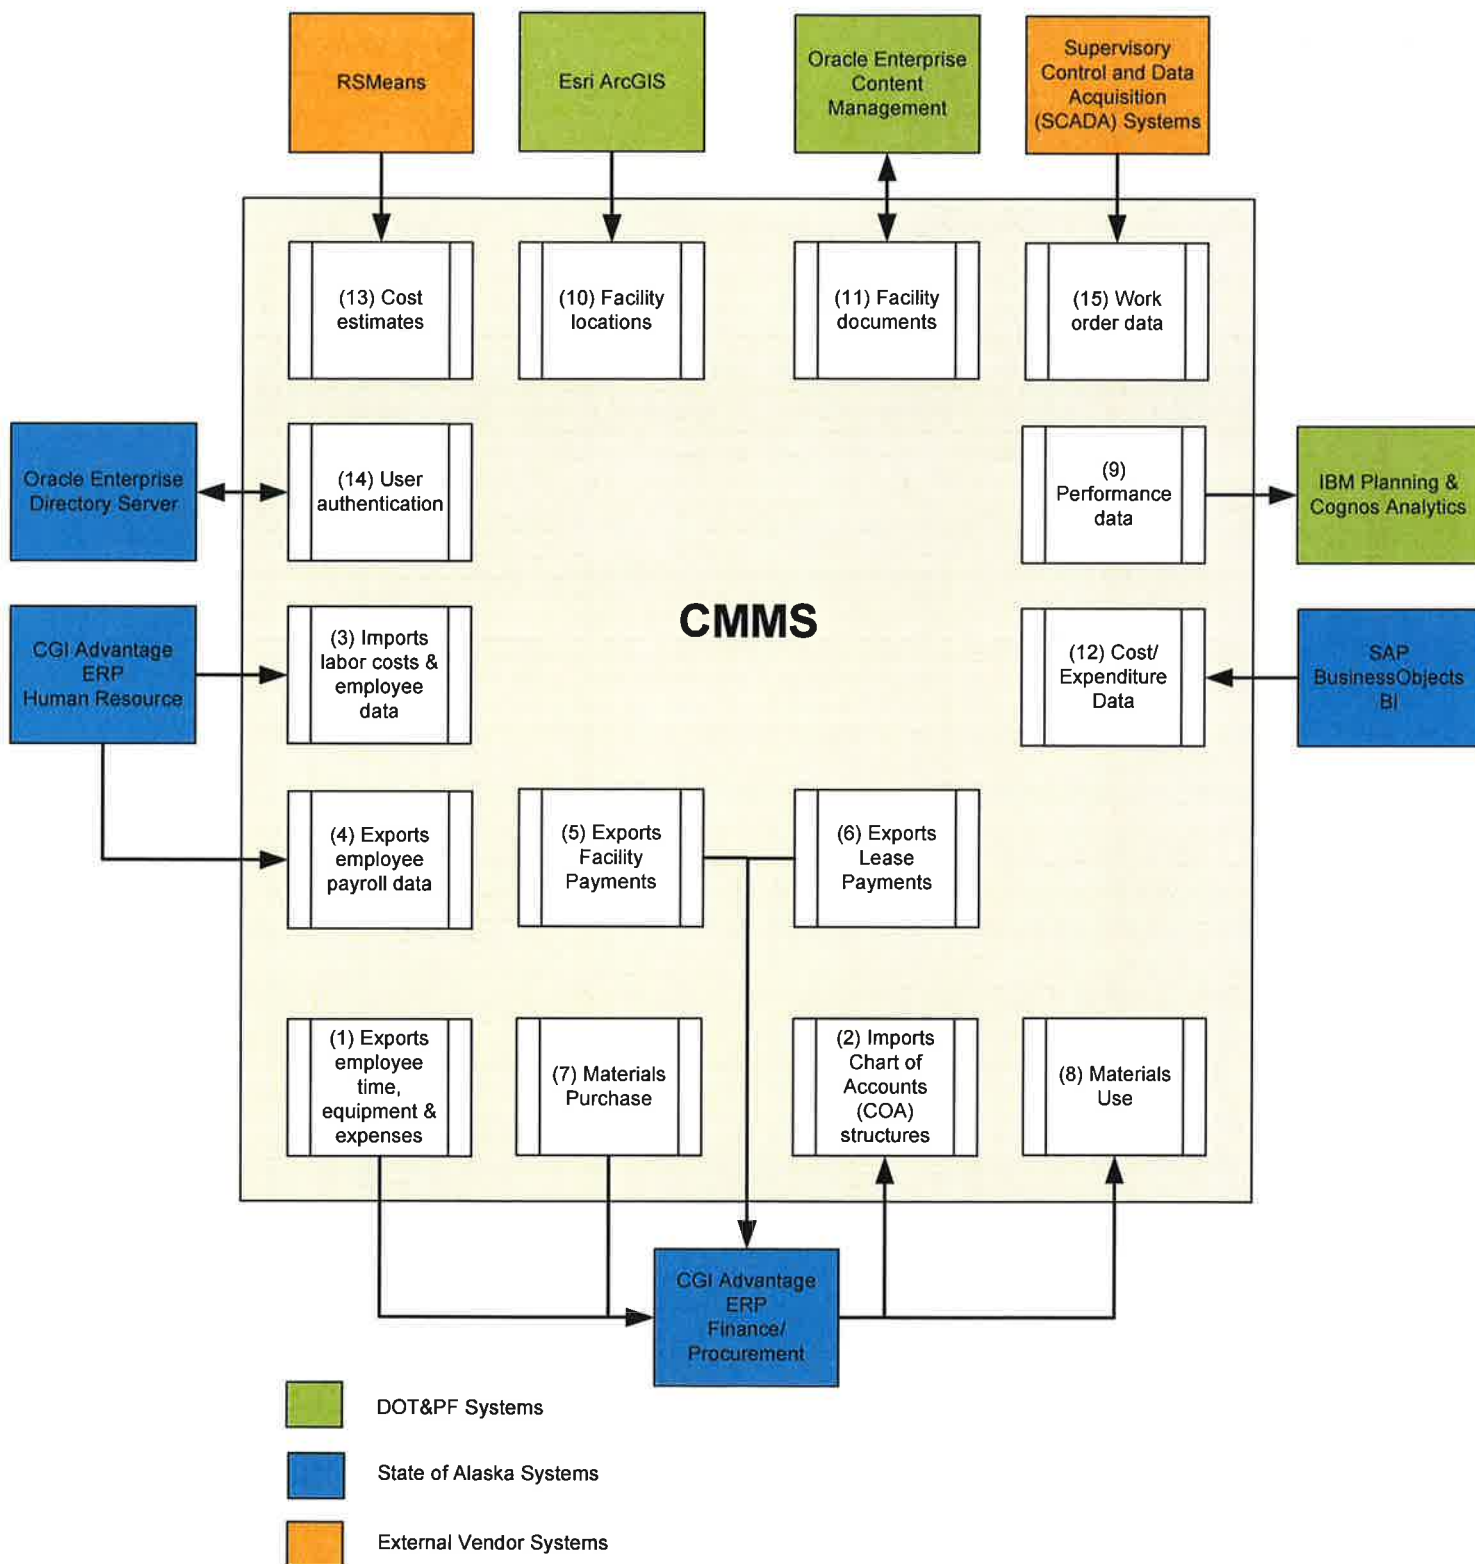 RSMeans
Esri ArcGIS
Oracle Enterprise
Content
Management
Supervisory
Control and Data
Acquisition
(SCADA) Systems
(13) Cost
estimates
(10) Facility
locations
(11) Facility
documents
(15) Work
order data
Oracle Enterprise
Directory Server
(14) User
authentication
(9)
Performance
data
IBM Planning &
Cognos Analytics
CMMS
CGI Advantage
ERP
Human Resource
(3) Imports
labor costs &
employee
data
(12) Cost/
Expenditure
Data
SAP
BusinessObjects
BI
(4) Exports
employee
payroll data
(5) Exports
Facility
Payments
(6) Exports
Lease
Payments
(1) Exports
employee
time,
equipment &
expenses
(7) Materials
Purchase
(2) Imports
Chart of
Accounts
(COA)
structures
(8) Materials
Use
CGI Advantage
ERP
Finance/
Procurement
DOT&PF Systems
State of Alaska Systems
External Vendor Systems